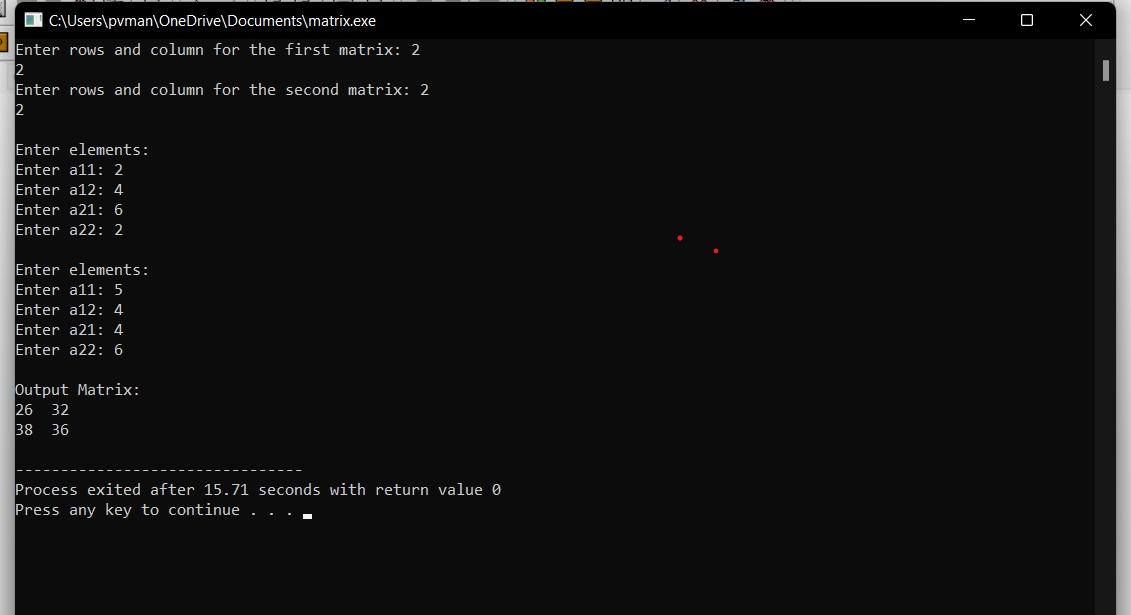 C:\Users\pvman\OneDrive\Documents\matrix.exe
Enter rows and column for the first matrix: 2
2
Enter rows and column for the second matrix: 2
2
Enter elements:
Enter a11: 2
Enter a12: 4
Enter a21: 6
Enter a22: 2
Enter elements:
Enter a11: 5
Enter a12: 4
Enter a21: 4
Enter a22: 6
Output Matrix:
26  32
38  36
--------------------------------
Process exited after 15.71 seconds with return value 0
Press any key to continue . . .